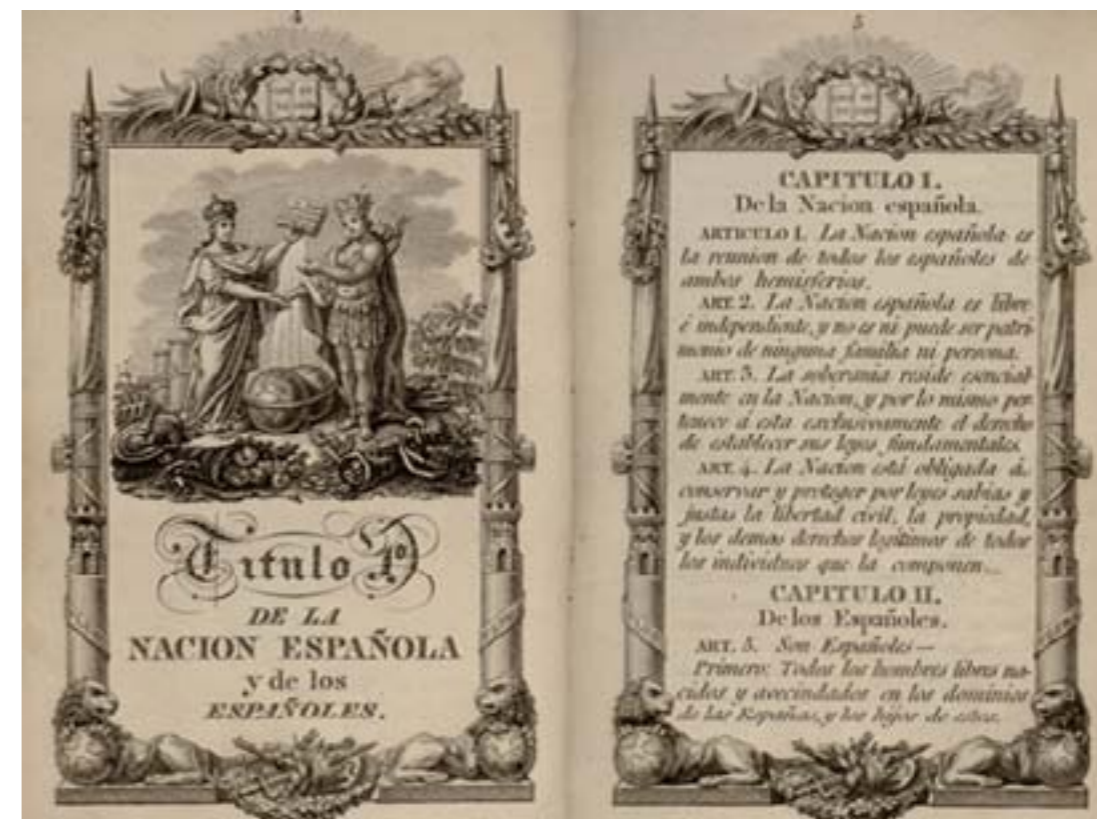 4
Titulo 1º
DE LA
NACION ESPAÑOLA
y de los
ESPAÑOLES.
5
CAPITULO I.
De la Nacion española.
ARTICULO 1. La Nacion española es
la reunion de todos los españoles de
ambos hemisferios.
ART. 2. La Nacion española es libre
é independiente, y no es ni puede ser patri-
monio de ninguna familia ni persona.
ART. 3. La soberanía reside esencial
mente en la Nacion, y por lo mismo per
tenece á esta exclusivamente el derecho
de establecer sus leyes fundamentales.
ART. 4. La Nacion está obligada á
conservar y proteger por leyes sabias y
justas la libertad civil, la propiedad,
y los demas derechos legítimos de todos
los individuos que la componen.
CAPITULO II.
De los Españoles.
ART. 5. Son Españoles —
Primero: Todos los hombres libres na-
cidos y avecindados en los dominios
de las Españas, y los hijos de estos.